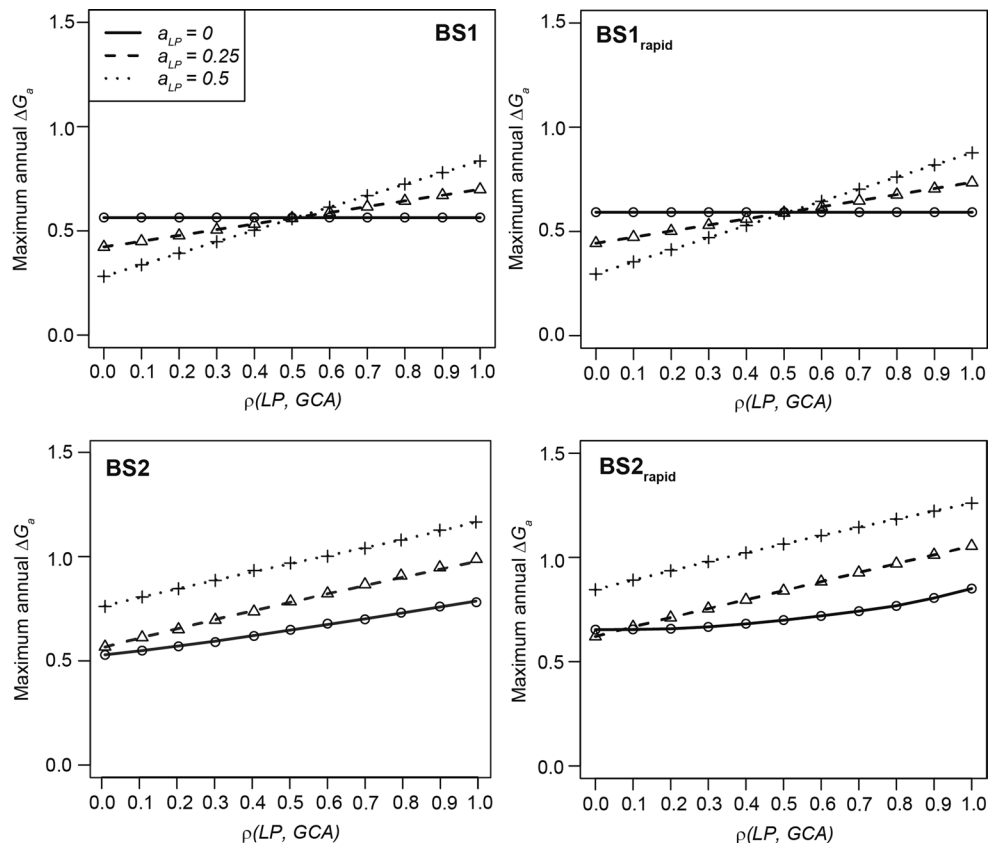 BS1
a_LP = 0
a_LP = 0.25
a_LP = 0.5
Maximum annual ΔG_a
1.5
1.0
0.5
0.0
0.0 0.1 0.2 0.3 0.4 0.5 0.6 0.7 0.8 0.9 1.0
ρ(LP, GCA)
BS1_rapid
Maximum annual ΔG_a
1.5
1.0
0.5
0.0
0.0 0.1 0.2 0.3 0.4 0.5 0.6 0.7 0.8 0.9 1.0
ρ(LP, GCA)
BS2
Maximum annual ΔG_a
1.5
1.0
0.5
0.0
0.0 0.1 0.2 0.3 0.4 0.5 0.6 0.7 0.8 0.9 1.0
ρ(LP, GCA)
BS2_rapid
Maximum annual ΔG_a
1.5
1.0
0.5
0.0
0.0 0.1 0.2 0.3 0.4 0.5 0.6 0.7 0.8 0.9 1.0
ρ(LP, GCA)